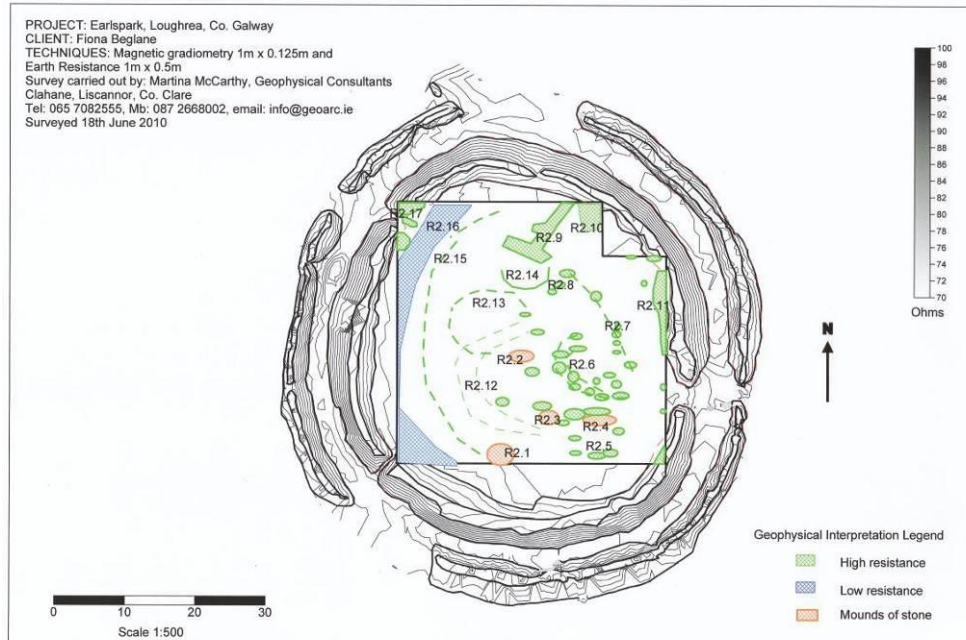 PROJECT: Earlspark, Loughrea, Co. Galway
CLIENT: Fiona Beglane
TECHNIQUES: Magnetic gradiometry 1m x 0.125m and
Earth Resistance 1m x 0.5m
Survey carried out by: Martina McCarthy, Geophysical Consultants
Clahane, Liscannor, Co. Clare
Tel: 065 7082555, Mb: 087 2668002, email: info@geoarc.ie
Surveyed 18th June 2010
100
98
96
94
92
90
88
86
84
82
80
78
76
74
72
70
Ohms
R2.17
R2.16
R2.10
R2.9
R2.15
R2.14
R2.8
R2.13
R2.11
R2.7
R2.2
R2.6
R2.12
R2.3
R2.4
R2.5
R2.1
N
Geophysical Interpretation Legend
High resistance
Low resistance
Mounds of stone
0 10 20 30
Scale 1:500